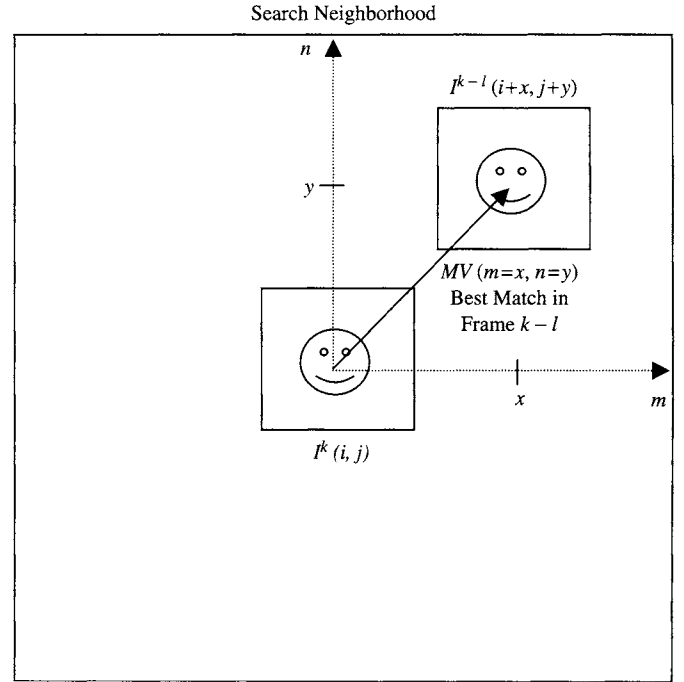 Search Neighborhood
n
I^{k-l} (i+x, j+y)
y
MV (m=x, n=y)
Best Match in
Frame k – l
x
m
I^k (i, j)